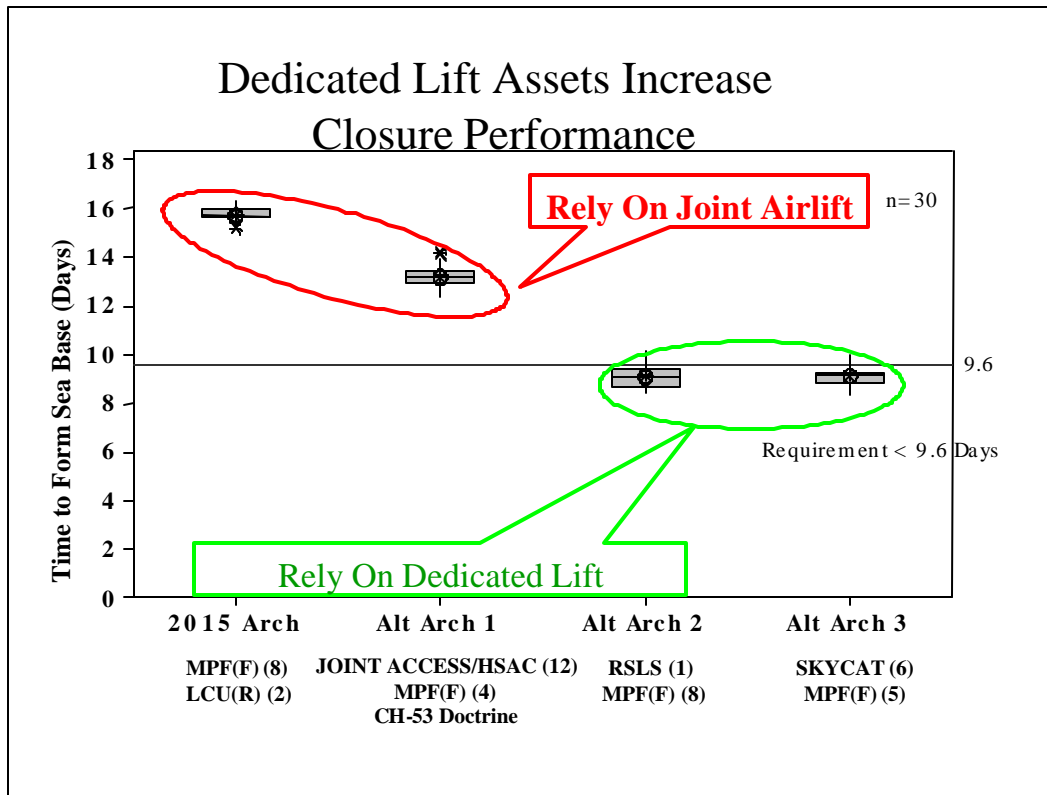 Dedicated Lift Assets Increase
Closure Performance
Time to Form Sea Base (Days)
18
16
14
12
10
8
6
4
2
0
Rely On Joint Airlift
n=30
9.6
Requirement < 9.6 Days
Rely On Dedicated Lift
2015 Arch
Alt Arch 1
Alt Arch 2
Alt Arch 3
MPF(F) (8)
LCU(R) (2)
JOINT ACCESS/HSAC (12)
MPF(F) (4)
CH-53 Doctrine
RSLS (1)
MPF(F) (8)
SKYCAT (6)
MPF(F) (5)